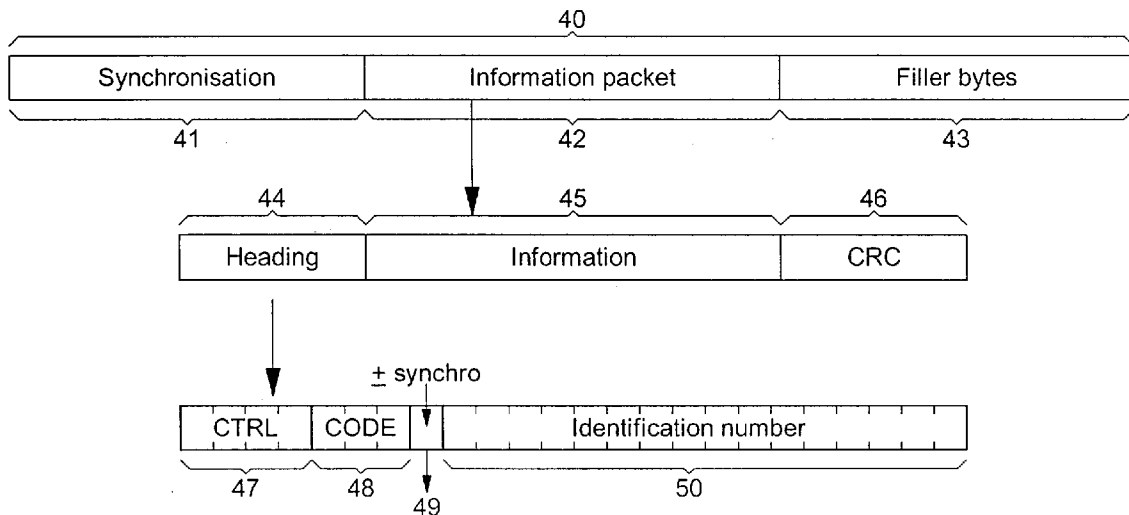 40
Synchronisation Information packet Filler bytes
41 42 43
44 45 46
Heading Information CRC
± synchro
CTRL CODE Identification number
47 48 49 50